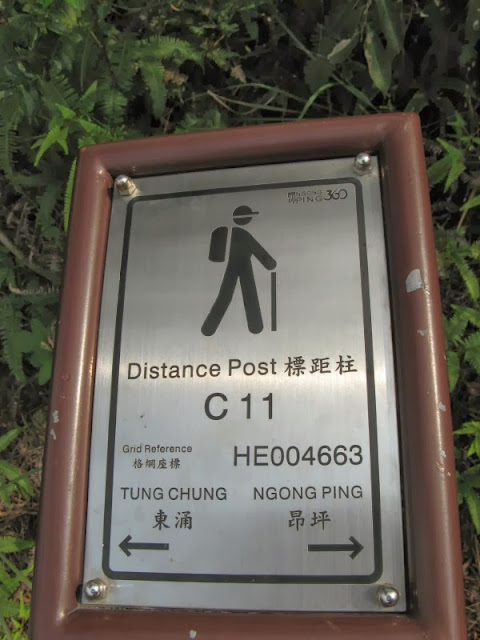 NGONG
PING 360
Distance Post 標距柱
C 11
Grid Reference
格網座標
HE004663
TUNG CHUNG NGONG PING
東涌 昂坪